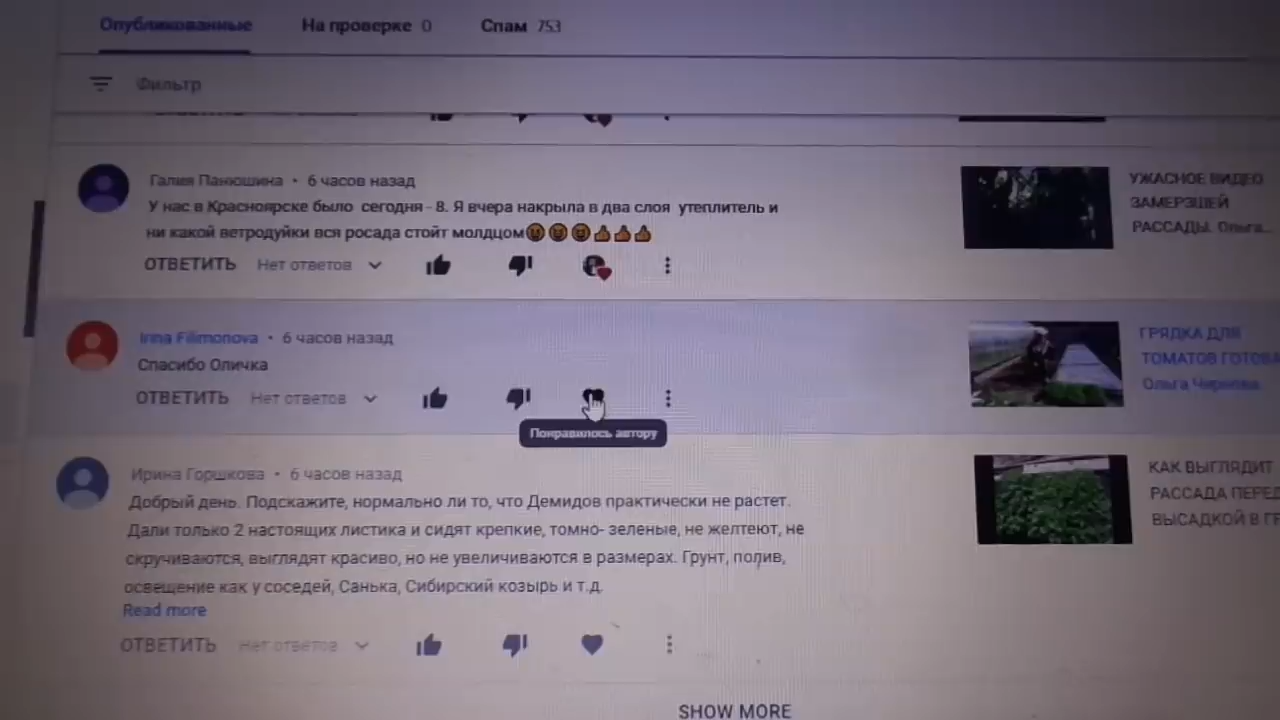 Опубликованные На проверке 0 Спам 753
Фильтр
Галия Панюшина • 6 часов назад
У нас в Красноярске было сегодня - 8. Я вчера накрыла в два слоя утеплитель и
ни какой ветродуйки вся росада стойт молдцом
ОТВЕТИТЬ Нет ответов
УЖАСНОЕ ВИДЕО
ЗАМЕРЗШЕЙ
РАССАДЫ. Ольга...
Irina Filimonova • 6 часов назад
Спасибо Оличка
ОТВЕТИТЬ Нет ответов
Понравилось автору
ГРЯДКА ДЛЯ
ТОМАТОВ ГОТОВА
Ольга Чернова
Ирина Горшкова • 6 часов назад
Добрый день. Подскажите, нормально ли то, что Демидов практически не растет.
Дали только 2 настоящих листика и сидят крепкие, томно- зеленые, не желтеют, не
скручиваются, выглядят красиво, но не увеличиваются в размерах. Грунт, полив,
освещение как у соседей, Санька, Сибирский козырь и т.д.
Read more
ОТВЕТИТЬ Нет ответов
КАК ВЫГЛЯДИТ
РАССАДА ПЕРЕД
ВЫСАДКОЙ В ГР
SHOW MORE